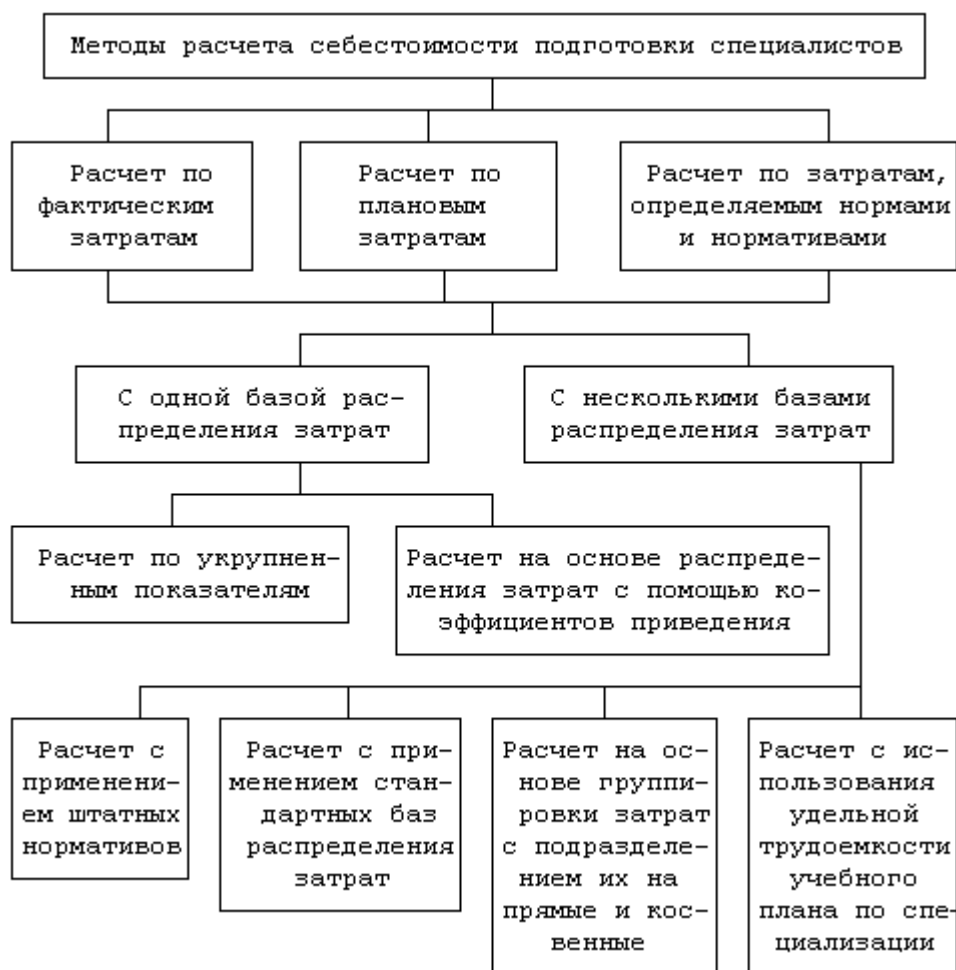 Методы расчета себестоимости подготовки специалистов
Расчет по
фактическим
затратам
Расчет по
плановым
затратам
Расчет по затратам,
определяемым нормами
и нормативами
С одной базой рас-
пределения затрат
С несколькими базами
распределения затрат
Расчет по укрупнен-
ным показателям
Расчет на основе распреде-
ления затрат с помощью ко-
эффициентов приведения
Расчет с
применени-
ем штатных
нормативов
Расчет с при-
менением стан-
дартных баз
распределения
затрат
Расчет на ос-
нове группи-
ровки затрат
с подразделе-
нием их на
прямые и кос-
венные
Расчет с ис-
пользования
удельной
трудоемкости
учебного
плана по спе-
циализации